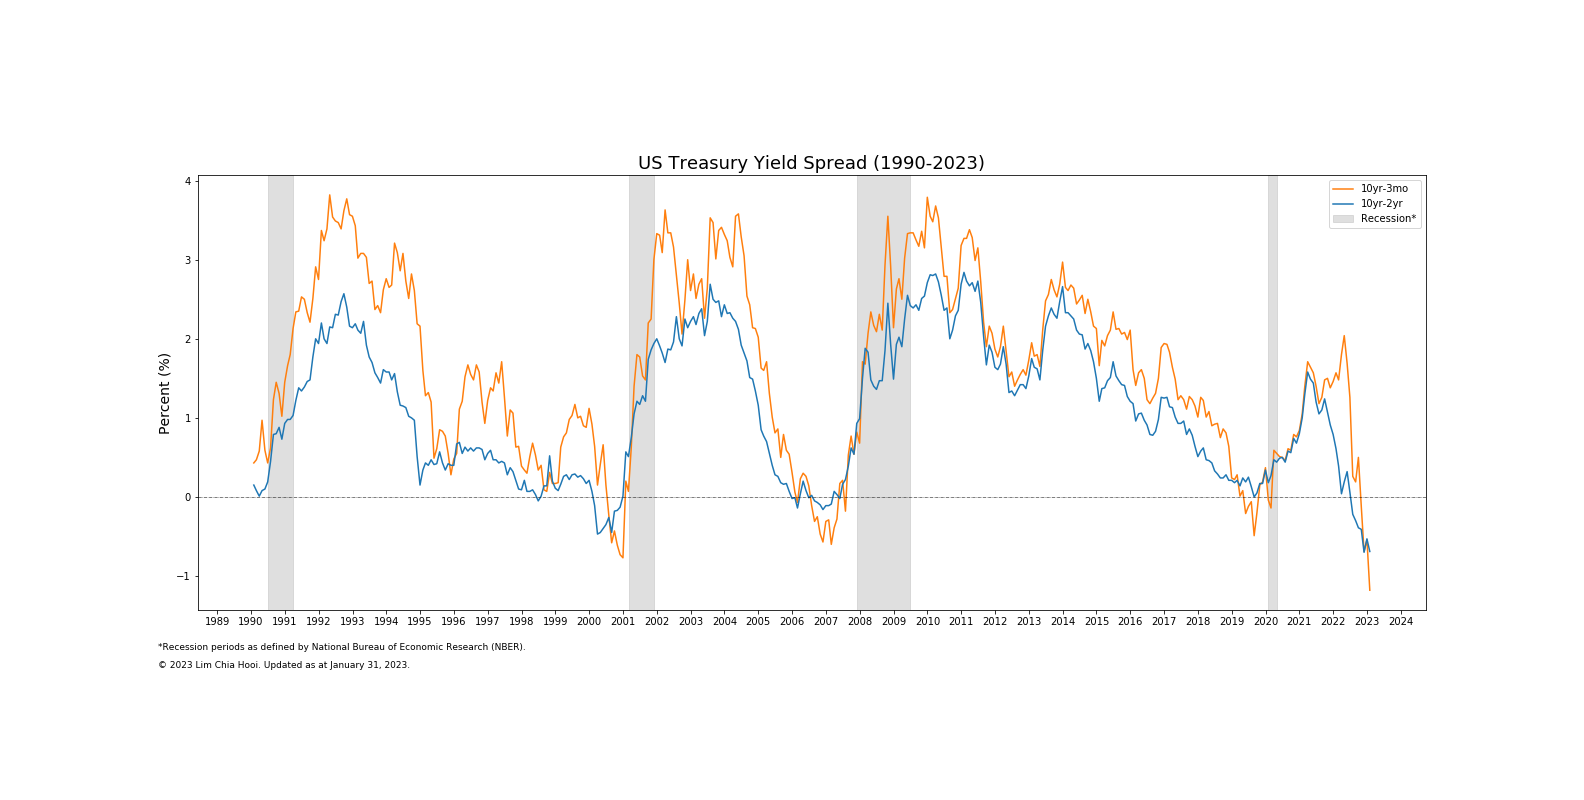 US Treasury Yield Spread (1990-2023)
Percent (%)
4
3
2
1
0
−1
10yr-3mo
10yr-2yr
Recession*
1989 1990 1991 1992 1993 1994 1995 1996 1997 1998 1999 2000 2001 2002 2003 2004 2005 2006 2007 2008 2009 2010 2011 2012 2013 2014 2015 2016 2017 2018 2019 2020 2021 2022 2023 2024
*Recession periods as defined by National Bureau of Economic Research (NBER).
© 2023 Lim Chia Hooi. Updated as at January 31, 2023.